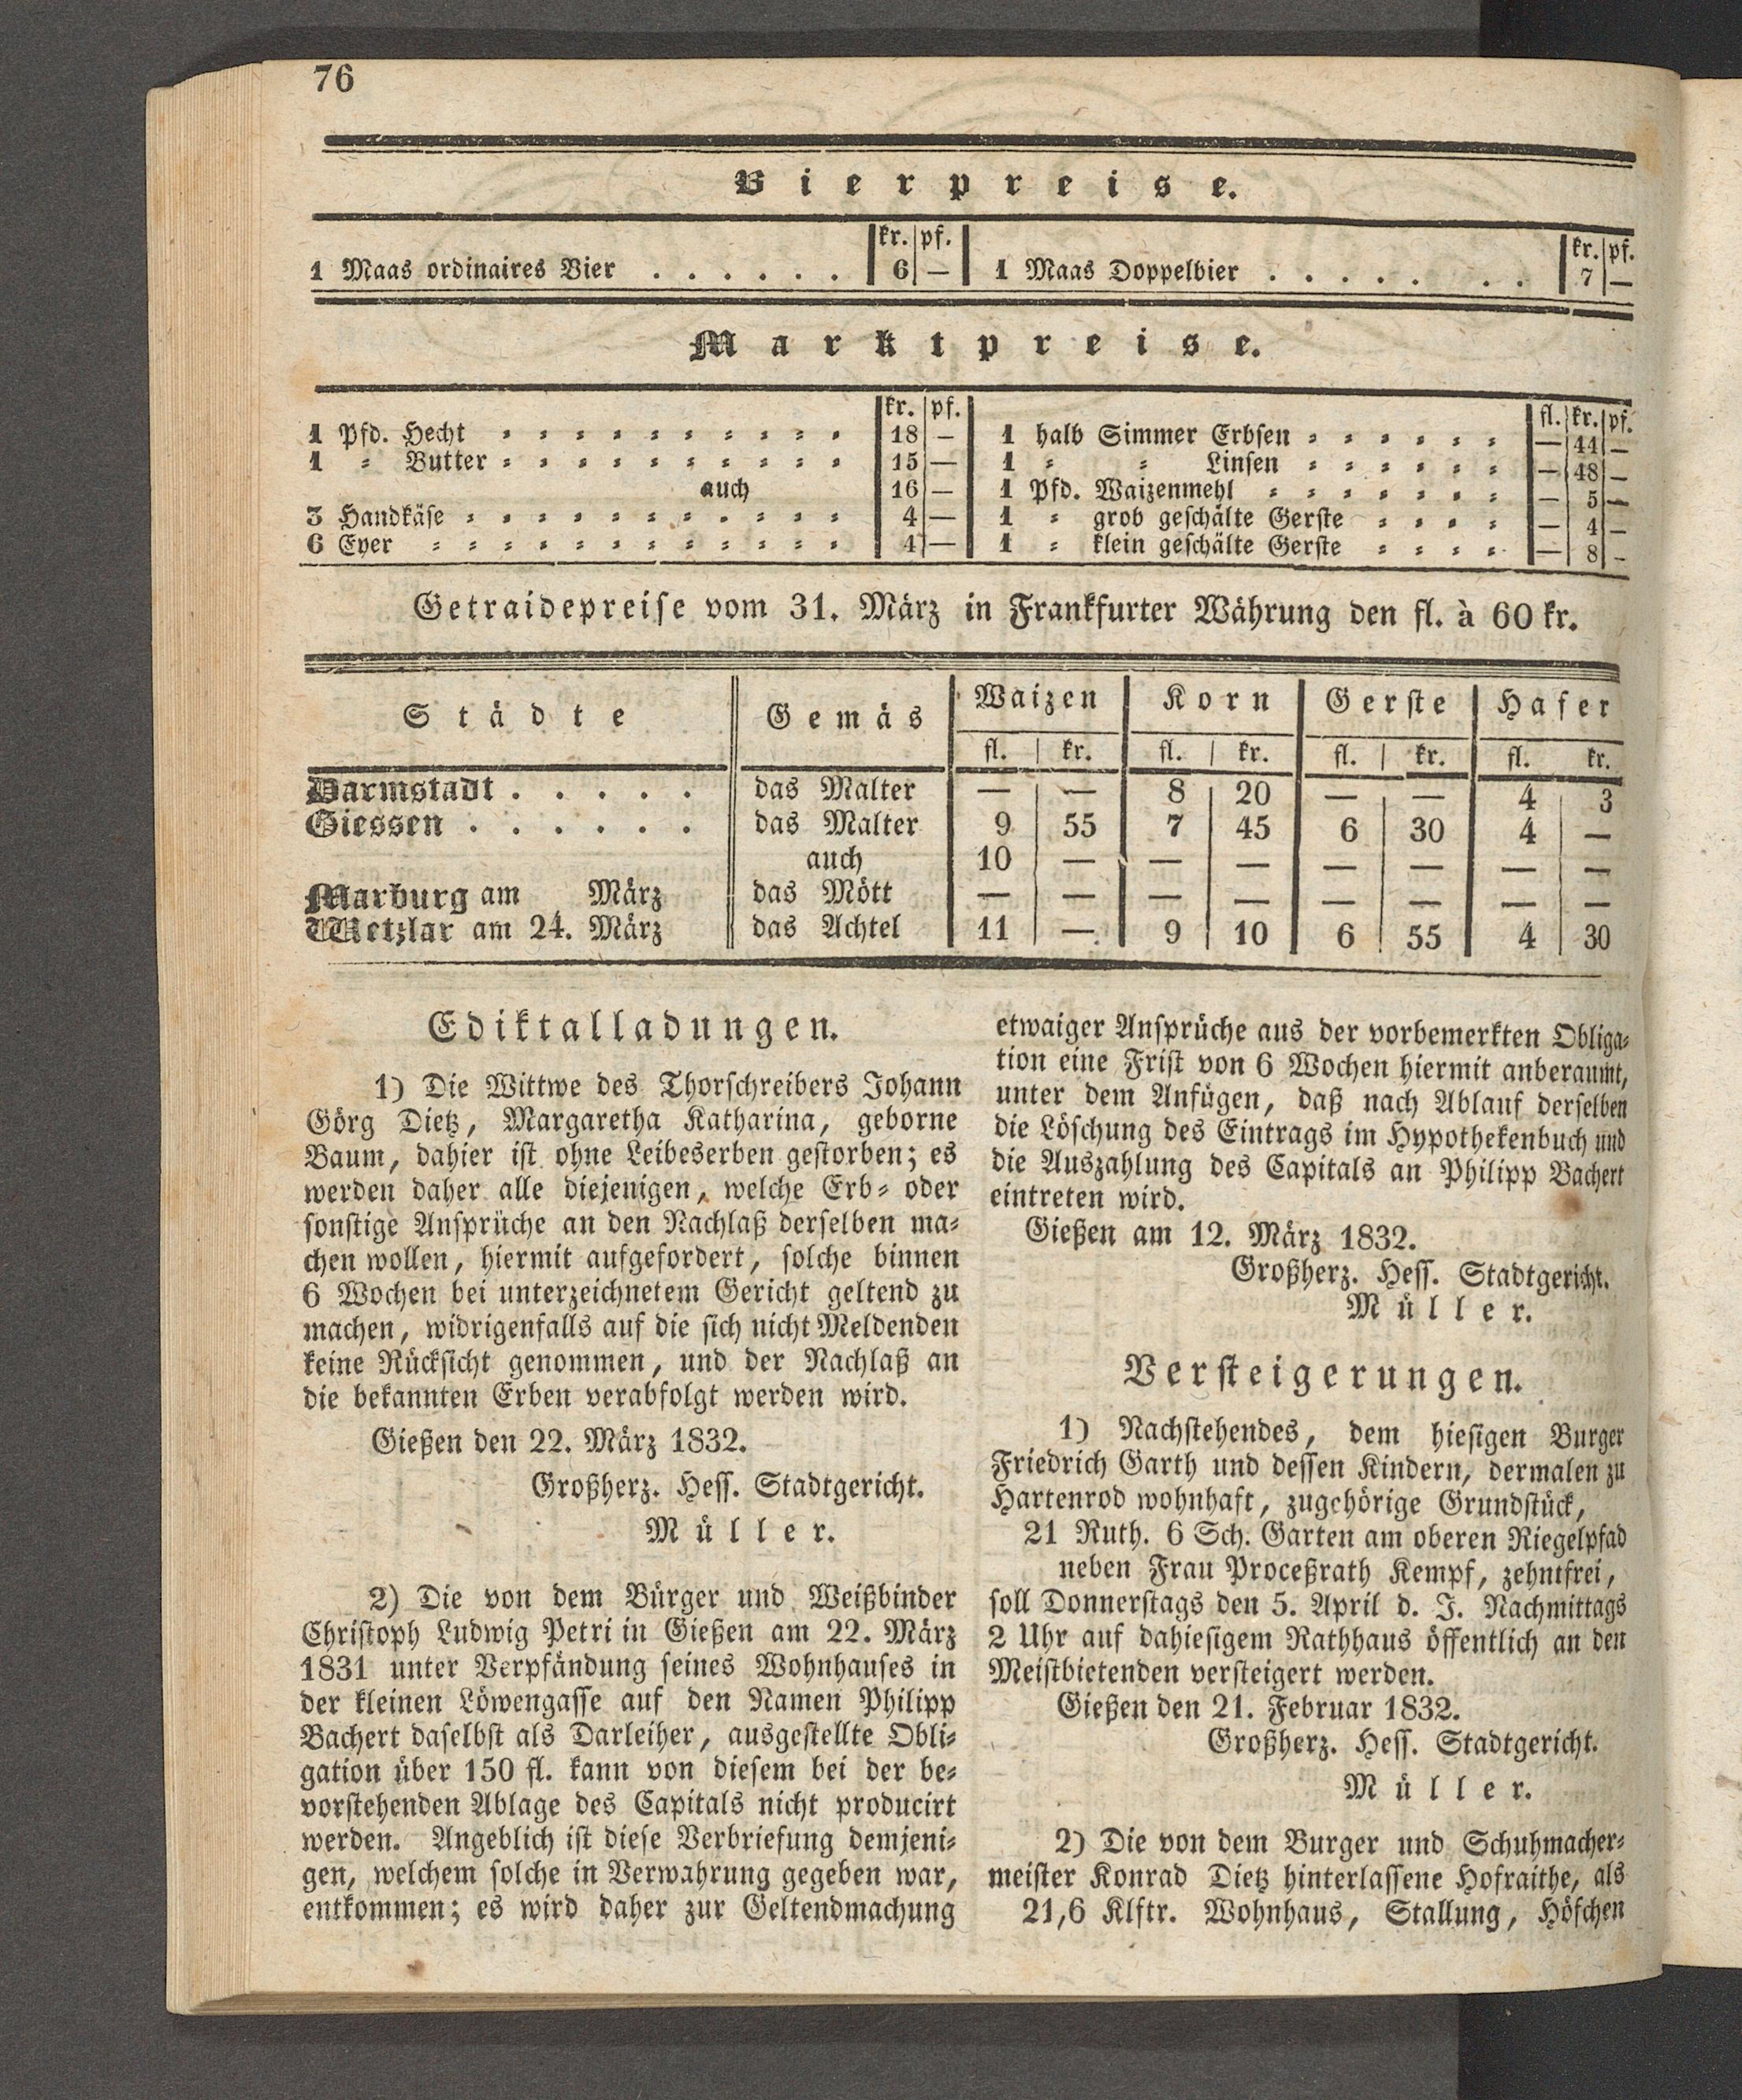 76
Bierpreise.
kr. pf. kr. pf.
1 Maas ordinaires Bier . . . . . . 6 — 1 Maas Doppelbier . . . . . . . 7 —
Marktpreise.
kr. pf. fl. kr. pf.
1 Pfd. Hecht 18 — 1 halb Simmer Erbsen — 44 —
1 = Butter 15 — 1 = = Linsen — 48 —
auch 16 — 1 Pfd. Waizenmehl — 5 —
3 Handkäse 4 — 1 = grob geschälte Gerste — 4 —
6 Eyer 4 — 1 = klein geschälte Gerste — 8 —
Getraidepreise vom 31. März in Frankfurter Währung den fl. à 60 kr.
Städte Gemäs Waizen Korn Gerste Hafer
fl. kr. fl. kr. fl. kr. fl. kr.
Darmstadt . . . . . das Malter — — 8 20 — — 4 3
Giessen . . . . . . das Malter 9 55 7 45 6 30 4 —
auch 10 — — — — — — —
Marburg am März das Mött — — — — — — — —
Wetzlar am 24. März das Achtel 11 — 9 10 6 55 4 30
Ediktalladungen.
1) Die Wittwe des Thorschreibers Johann
Görg Dietz, Margaretha Katharina, geborne
Baum, dahier ist ohne Leibeserben gestorben; es
werden daher alle diejenigen, welche Erb= oder
sonstige Ansprüche an den Nachlaß derselben ma=
chen wollen, hiermit aufgefordert, solche binnen
6 Wochen bei unterzeichnetem Gericht geltend zu
machen, widrigenfalls auf die sich nicht Meldenden
keine Rücksicht genommen, und der Nachlaß an
die bekannten Erben verabfolgt werden wird.
Gießen den 22. März 1832.
Großherz. Hess. Stadtgericht.
Müller.
2) Die von dem Bürger und Weißbinder
Christoph Ludwig Petri in Gießen am 22. März
1831 unter Verpfändung seines Wohnhauses in
der kleinen Löwengasse auf den Namen Philipp
Bachert daselbst als Darleiher, ausgestellte Obli=
gation über 150 fl. kann von diesem bei der be=
vorstehenden Ablage des Capitals nicht producirt
werden. Angeblich ist diese Verbriefung demjeni=
gen, welchem solche in Verwahrung gegeben war,
entkommen; es wird daher zur Geltendmachung
etwaiger Ansprüche aus der vorbemerkten Obliga=
tion eine Frist von 6 Wochen hiermit anberaumt,
unter dem Anfügen, daß nach Ablauf derselben
die Löschung des Eintrags im Hypothekenbuch und
die Auszahlung des Capitals an Philipp Bachert
eintreten wird.
Gießen am 12. März 1832.
Großherz. Hess. Stadtgericht.
Müller.
Versteigerungen.
1) Nachstehendes, dem hiesigen Burger
Friedrich Garth und dessen Kindern, dermalen zu
Hartenrod wohnhaft, zugehörige Grundstück,
21 Ruth. 6 Sch. Garten am oberen Riegelpfad
neben Frau Proceßrath Kempf, zehntfrei,
soll Donnerstags den 5. April d. J. Nachmittags
2 Uhr auf dahiesigem Rathhaus öffentlich an den
Meistbietenden versteigert werden.
Gießen den 21. Februar 1832.
Großherz. Hess. Stadtgericht.
Müller.
2) Die von dem Burger und Schuhmacher=
meister Konrad Dietz hinterlassene Hofraithe, als
21,6 Klftr. Wohnhaus, Stallung, Höfchen